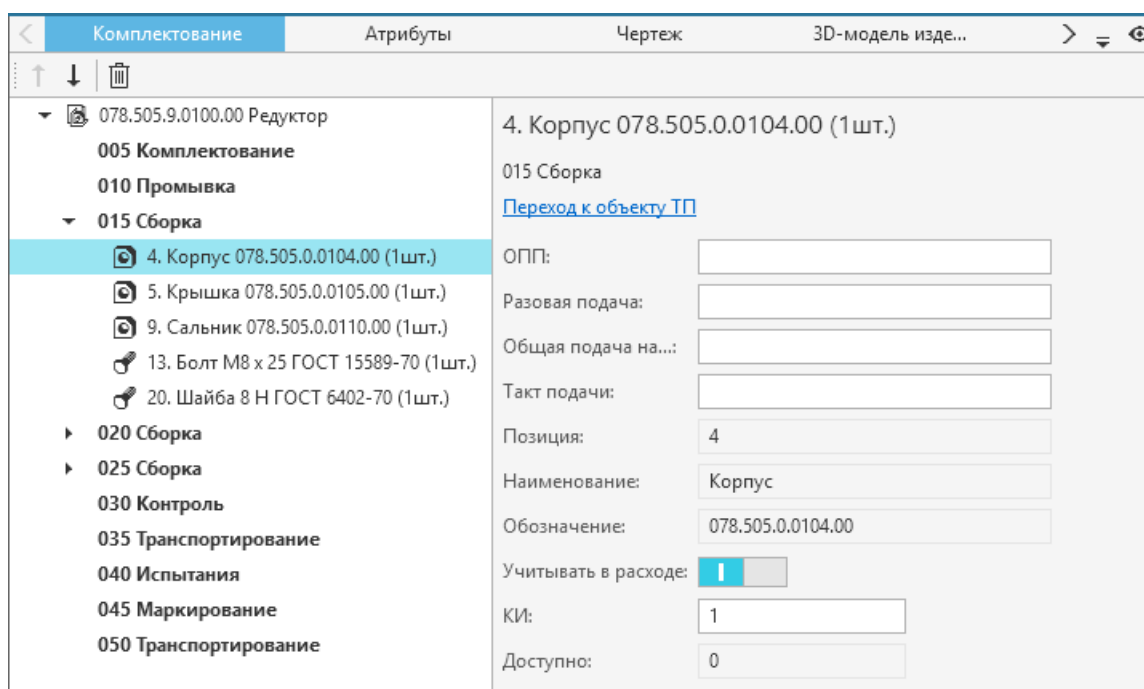 Комплектование Атрибуты Чертеж 3D-модель изде...
078.505.9.0100.00 Редуктор
005 Комплектование
010 Промывка
015 Сборка
4. Корпус 078.505.0.0104.00 (1шт.)
5. Крышка 078.505.0.0105.00 (1шт.)
9. Сальник 078.505.0.0110.00 (1шт.)
13. Болт М8 х 25 ГОСТ 15589-70 (1шт.)
20. Шайба 8 Н ГОСТ 6402-70 (1шт.)
020 Сборка
025 Сборка
030 Контроль
035 Транспортирование
040 Испытания
045 Маркирование
050 Транспортирование
4. Корпус 078.505.0.0104.00 (1шт.)
015 Сборка
Переход к объекту ТП
ОПП:
Разовая подача:
Общая подача на...:
Такт подачи:
Позиция: 4
Наименование: Корпус
Обозначение: 078.505.0.0104.00
Учитывать в расходе:
КИ: 1
Доступно: 0